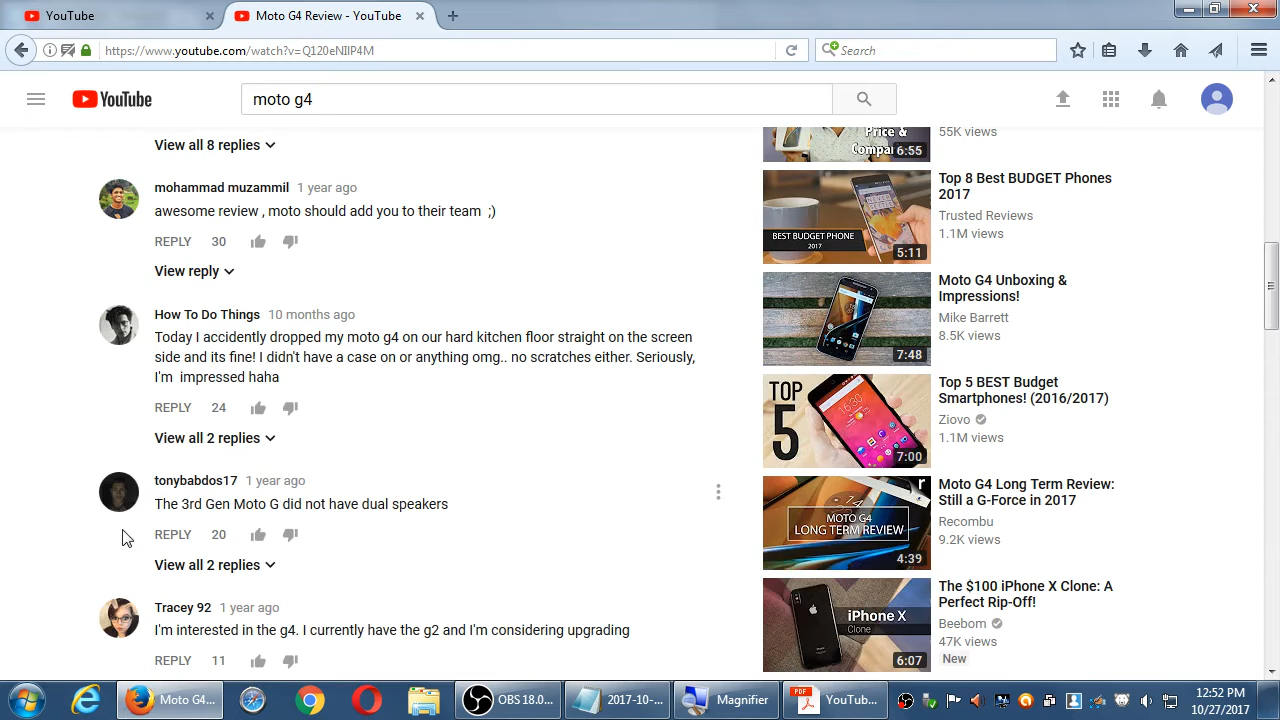 YouTube
Moto G4 Review - YouTube
https://www.youtube.com/watch?v=Q120eNIIP4M
Search
YouTube
moto g4
View all 8 replies
mohammad muzammil 1 year ago
awesome review , moto should add you to their team ;)
REPLY 30
View reply
How To Do Things 10 months ago
Today I accidently dropped my moto g4 on our hard kitchen floor straight on the screen
side and its fine! I didn't have a case on or anything omg.. no scratches either. Seriously,
I'm impressed haha
REPLY 24
View all 2 replies
tonybabdos17 1 year ago
The 3rd Gen Moto G did not have dual speakers
REPLY 20
View all 2 replies
Tracey 92 1 year ago
I'm interested in the g4. I currently have the g2 and I'm considering upgrading
REPLY 11
Price &
6:55
55K views
BEST BUDGET PHONE
2017
5:11
Top 8 Best BUDGET Phones
2017
Trusted Reviews
1.1M views
7:48
Moto G4 Unboxing &
Impressions!
Mike Barrett
8.5K views
TOP
5
16:30
7:00
Top 5 BEST Budget
Smartphones! (2016/2017)
Ziovo
1.1M views
r
MOTO G4
LONG TERM REVIEW
4:39
Moto G4 Long Term Review:
Still a G-Force in 2017
Recombu
9.2K views
iPhone X
Clone
6:07
The $100 iPhone X Clone: A
Perfect Rip-Off!
Beebom
47K views
New
Moto G4...
OBS 18.0...
2017-10-...
Magnifier
PDF
YouTub...
12:52 PM
10/27/2017